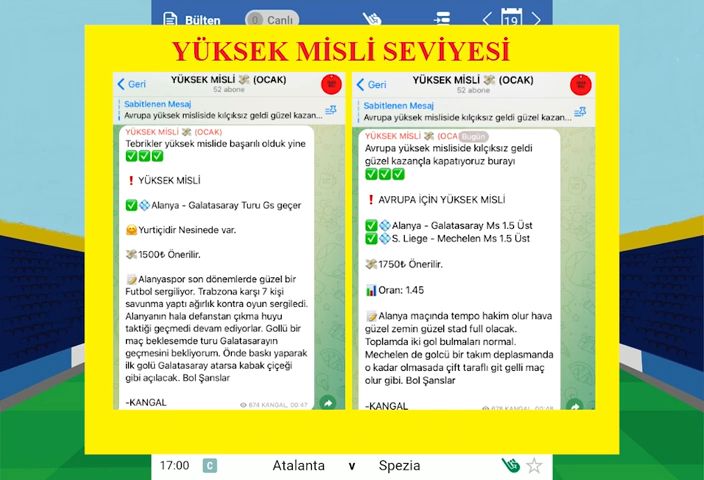 Bülten
0 Canlı
19
YÜKSEK MİSLİ SEVİYESİ
Geri
YÜKSEK MİSLİ 💸 (OCAK)
52 abone
Sabitlenen Mesaj
Avrupa yüksek misliside kılçıksız geldi güzel kazan...
YÜKSEK MİSLİ 💸 (OCAK)
Tebrikler yüksek mislide başarılı olduk yine
✅✅✅
❗ YÜKSEK MİSLİ
✅💠Alanya - Galatasaray Turu Gs geçer
🤗Yurtiçidir Nesinede var.
💸1500₺ Önerilir.
📝Alanyaspor son dönemlerde güzel bir
Futbol sergiliyor. Trabzona karşı 7 kişi
savunma yaptı ağırlık kontra oyun sergiledi.
Alanyanın hala defanstan çıkma huyu
taktiği geçmedi devam ediyorlar. Gollü bir
maç beklesemde turu Galatasarayın
geçmesini bekliyorum. Önde baskı yaparak
ilk golü Galatasaray atarsa kabak çiçeği
gibi açılacak. Bol Şanslar
-KANGAL
674 KANGAL, 00:47
Geri
YÜKSEK MİSLİ 💸 (OCAK)
52 abone
Sabitlenen Mesaj
Avrupa yüksek misliside kılçıksız geldi güzel kazan...
YÜKSEK MİSLİ 💸 (OCA
Bugün
Avrupa yüksek misliside kılçıksız geldi
güzel kazançla kapatıyoruz burayı
✅✅✅
❗ AVRUPA İÇİN YÜKSEK MİSLİ
✅💠Alanya - Galatasaray Ms 1.5 Üst
✅💠S. Liege - Mechelen Ms 1.5 Üst
💸1750₺ Önerilir.
📊Oran: 1.45
📝Alanya maçında tempo hakim olur hava
güzel zemin güzel stad full olacak.
Toplamda iki gol bulmaları normal.
Mechelen de golcü bir takım deplasmanda
o kadar olmasada çift taraflı git gelli maç
olur gibi. Bol Şanslar
-KANGAL
KANGAL,
17:00 C Atalanta v Spezia